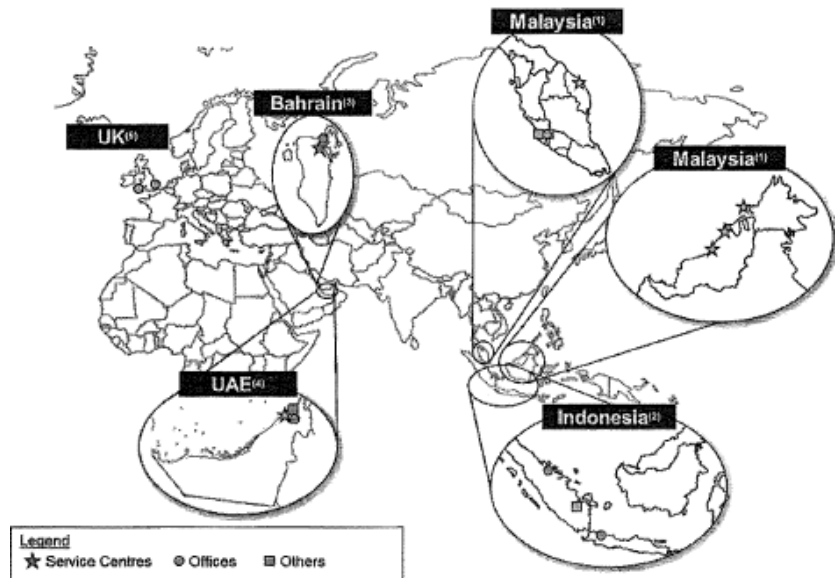 Malaysia(1)
Bahrain(3)
UK(5)
Malaysia(1)
UAE(4)
Indonesia(2)
Legend
Service Centres Offices Others